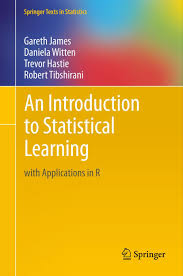 Springer Texts in Statistics
Gareth James
Daniela Witten
Trevor Hastie
Robert Tibshirani
An Introduction
to Statistical
Learning
with Applications in R
Springer